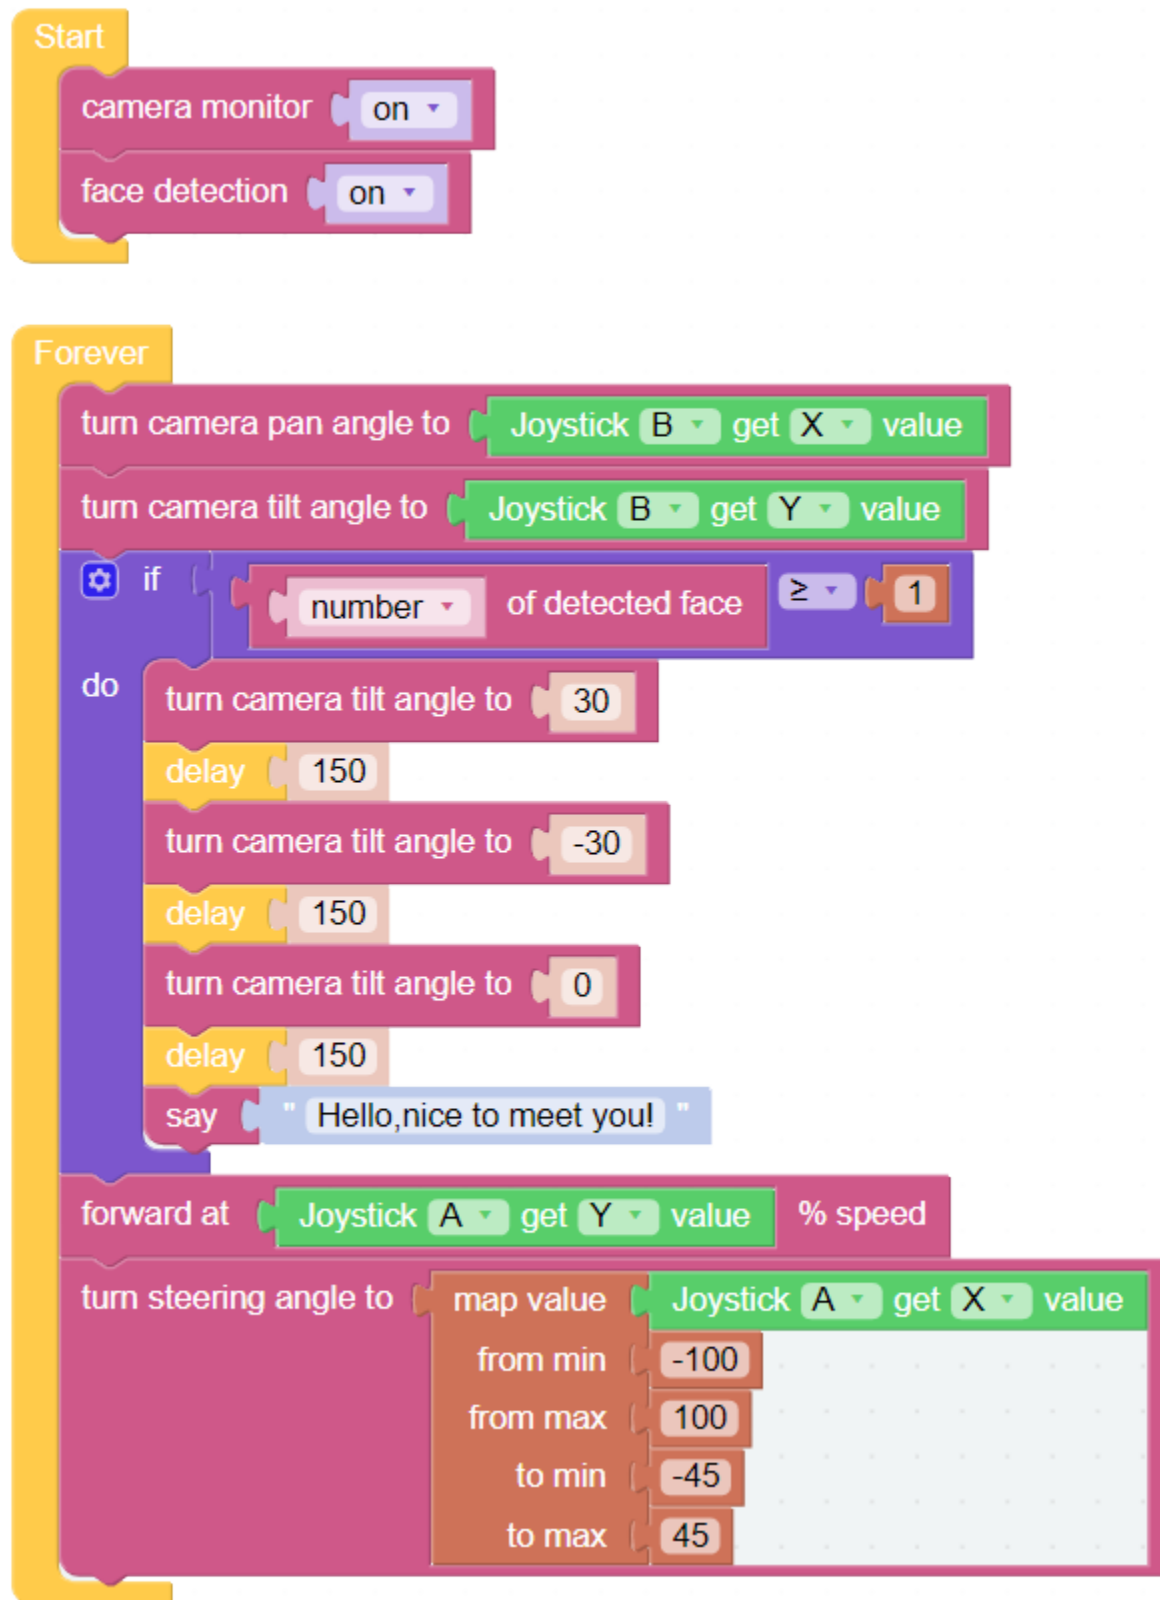 Start
camera monitor on
face detection on
Forever
turn camera pan angle to Joystick B get X value
turn camera tilt angle to Joystick B get Y value
if number of detected face ≥ 1
do turn camera tilt angle to 30
delay 150
turn camera tilt angle to -30
delay 150
turn camera tilt angle to 0
delay 150
say " Hello,nice to meet you! "
forward at Joystick A get Y value % speed
turn steering angle to map value Joystick A get X value
from min -100
from max 100
to min -45
to max 45